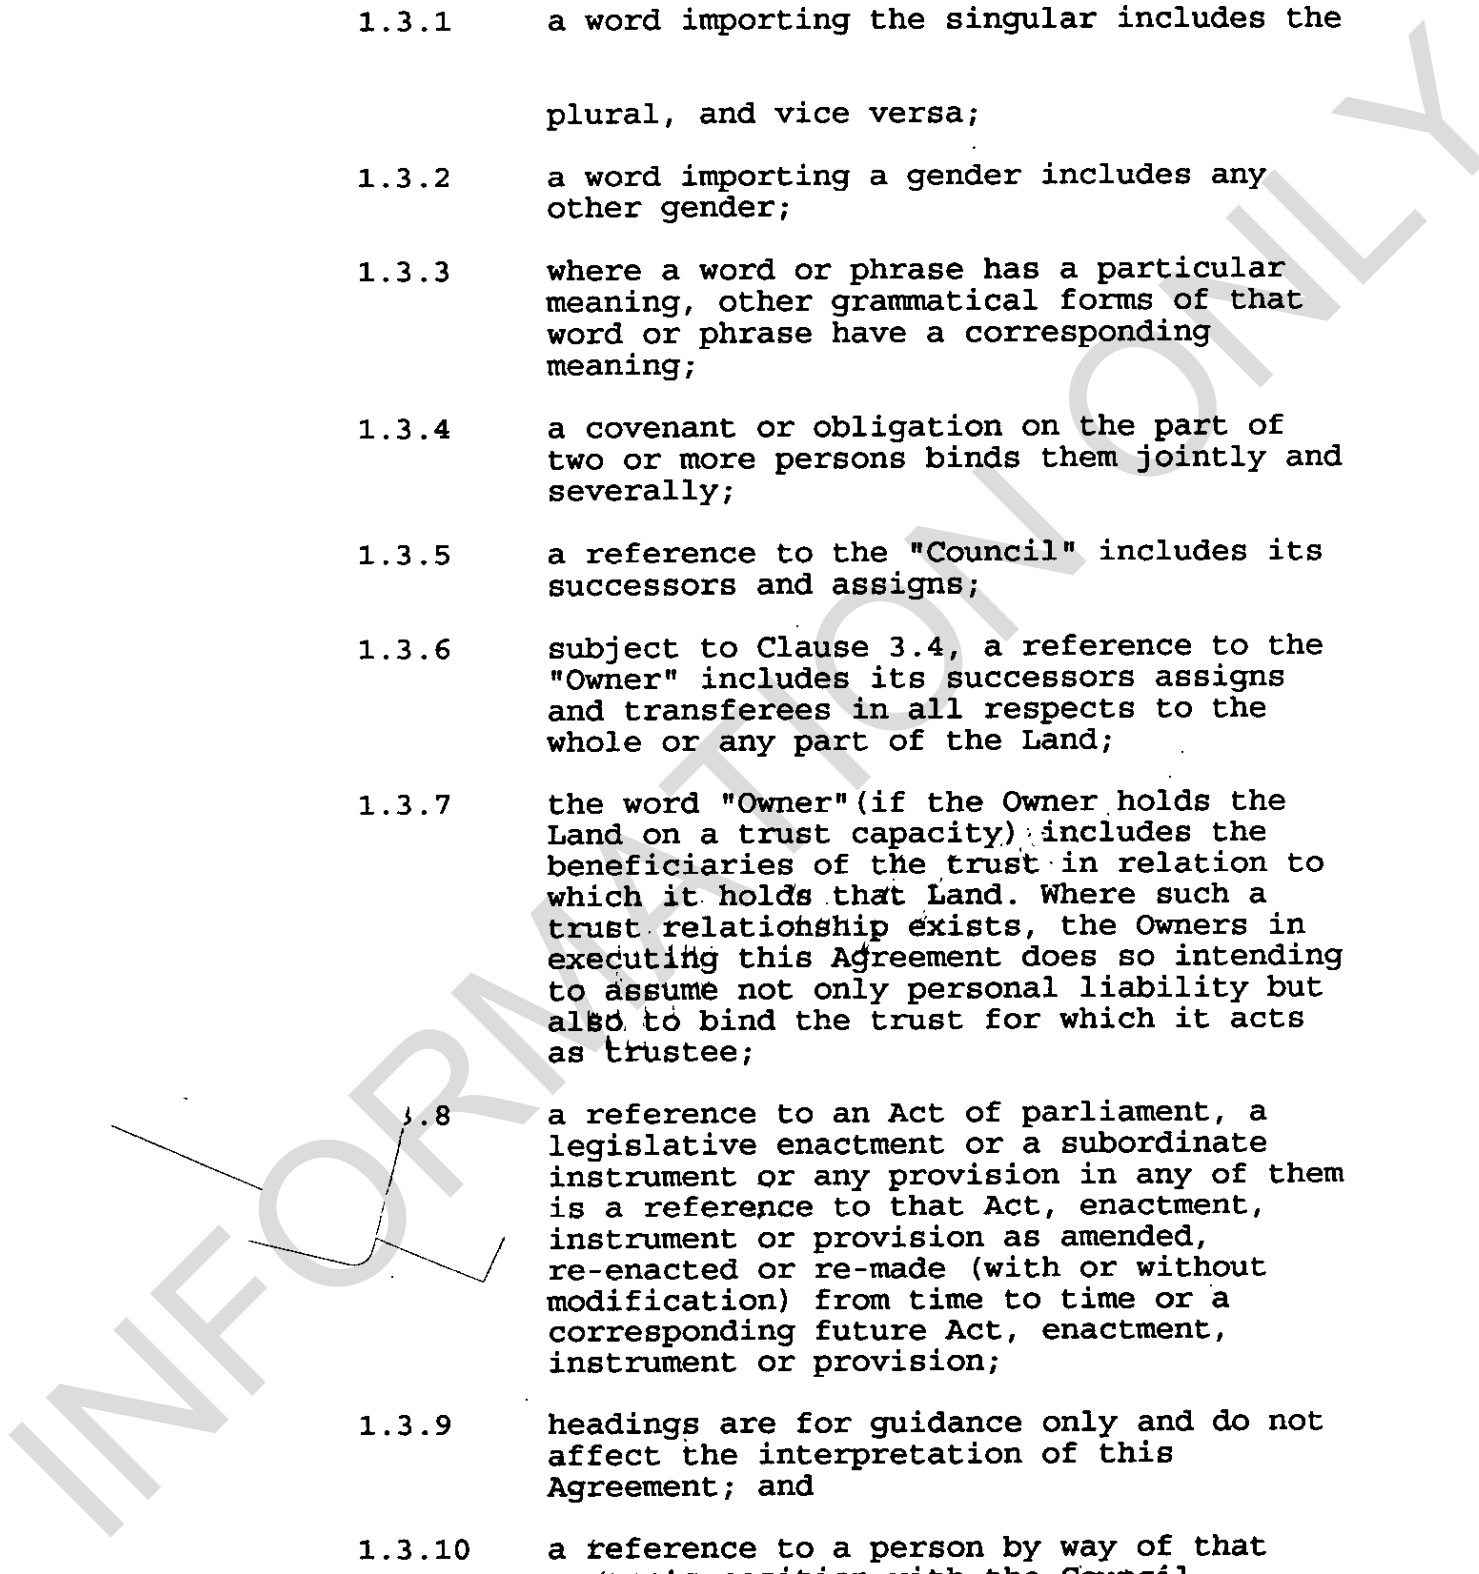 1.3.1 a word importing the singular includes the
plural, and vice versa;
1.3.2 a word importing a gender includes any
other gender;
1.3.3 where a word or phrase has a particular
meaning, other grammatical forms of that
word or phrase have a corresponding
meaning;
1.3.4 a covenant or obligation on the part of
two or more persons binds them jointly and
severally;
1.3.5 a reference to the "Council" includes its
successors and assigns;
1.3.6 subject to Clause 3.4, a reference to the
"Owner" includes its successors assigns
and transferees in all respects to the
whole or any part of the Land;
1.3.7 the word "Owner"(if the Owner holds the
Land on a trust capacity) includes the
beneficiaries of the trust in relation to
which it holds that Land. Where such a
trust relationship exists, the Owners in
executing this Agreement does so intending
to assume not only personal liability but
also to bind the trust for which it acts
as trustee;
.8 a reference to an Act of parliament, a
legislative enactment or a subordinate
instrument or any provision in any of them
is a reference to that Act, enactment,
instrument or provision as amended,
re-enacted or re-made (with or without
modification) from time to time or a
corresponding future Act, enactment,
instrument or provision;
1.3.9 headings are for guidance only and do not
affect the interpretation of this
Agreement; and
1.3.10 a reference to a person by way of that
position with the Council
INFORMATION ONLY